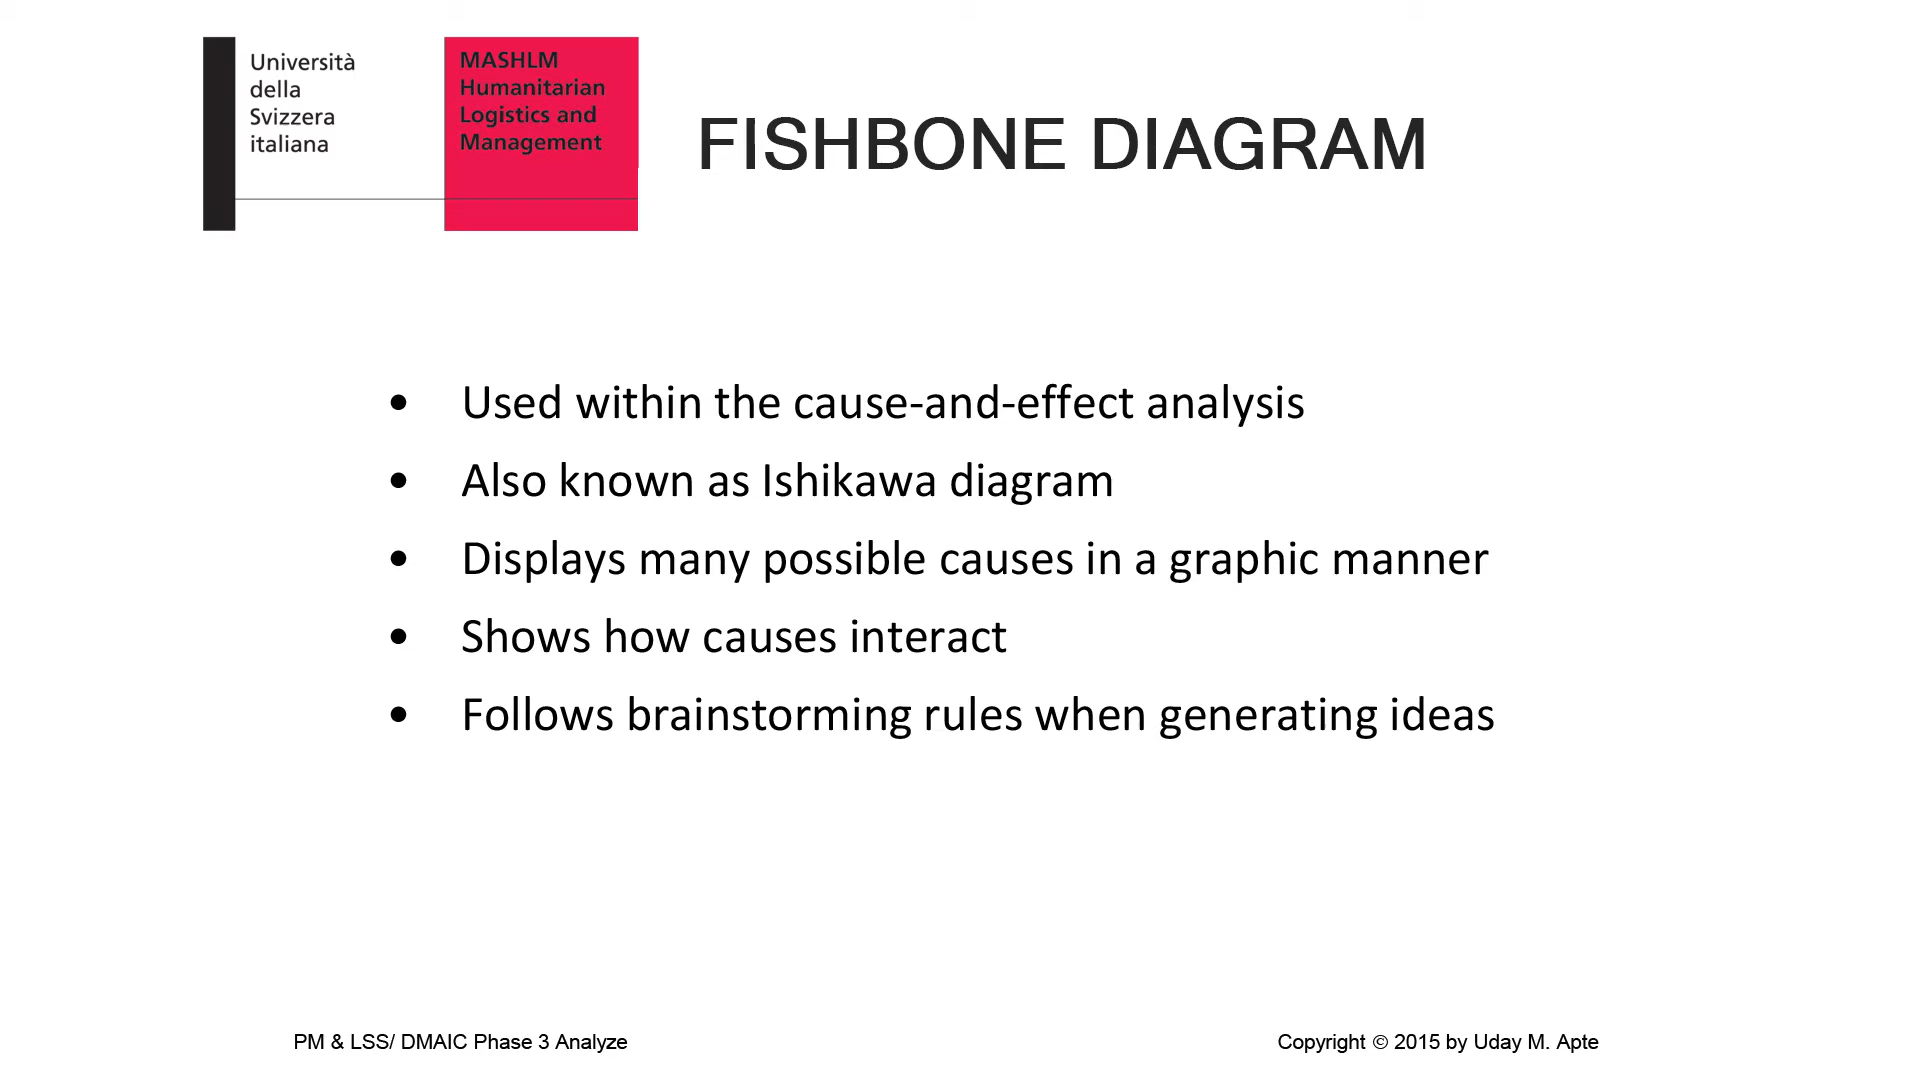 Università
della
Svizzera
italiana
MASHLM
Humanitarian
Logistics and
Management
FISHBONE DIAGRAM
• Used within the cause-and-effect analysis
• Also known as Ishikawa diagram
• Displays many possible causes in a graphic manner
• Shows how causes interact
• Follows brainstorming rules when generating ideas
PM & LSS/ DMAIC Phase 3 Analyze
Copyright © 2015 by Uday M. Apte